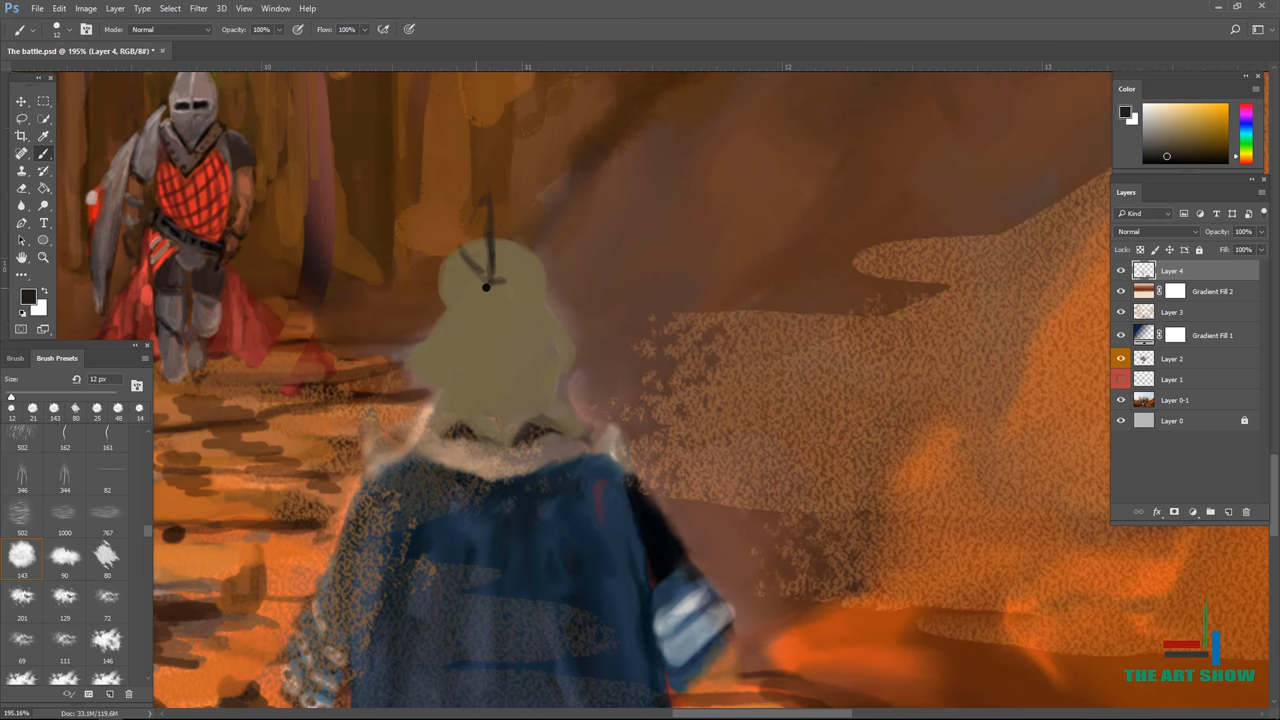 Ps File Edit Image Layer Type Select Filter 3D View Window Help
12 Mode: Normal Opacity: 100% Flow: 100%
The battle.psd @ 195% (Layer 4, RGB/8#) * ×
10 11 12 13
Color
Layers
Kind
Normal Opacity: 100%
Lock: Fill: 100%
Layer 4
Gradient Fill 2
Layer 3
Gradient Fill 1
Layer 2
Layer 1
Layer 0-1
Layer 0
Brush Brush Presets
Size: 12 px
12 21 143 80 25 48 14
502 162 161
346 344 82
502 1000 767
143 90 80
201 129 72
69 111 146
THE ART SHOW
195.16% Doc: 33.1M/119.6M